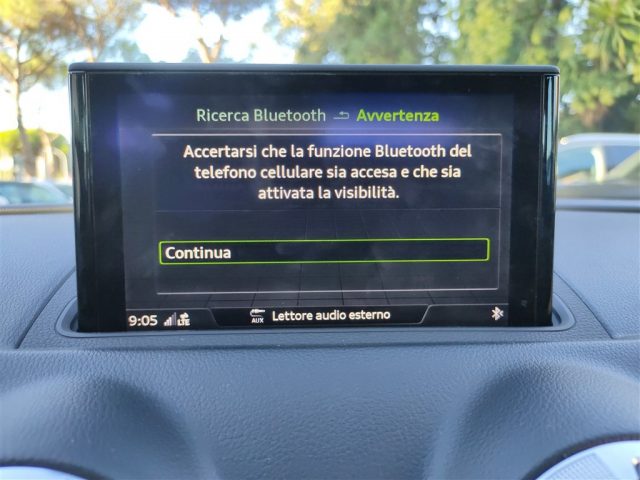 Ricerca Bluetooth Avvertenza
Accertarsi che la funzione Bluetooth del
telefono cellulare sia accesa e che sia
attivata la visibilità.
Continua
9:05 LTE AUX Lettore audio esterno